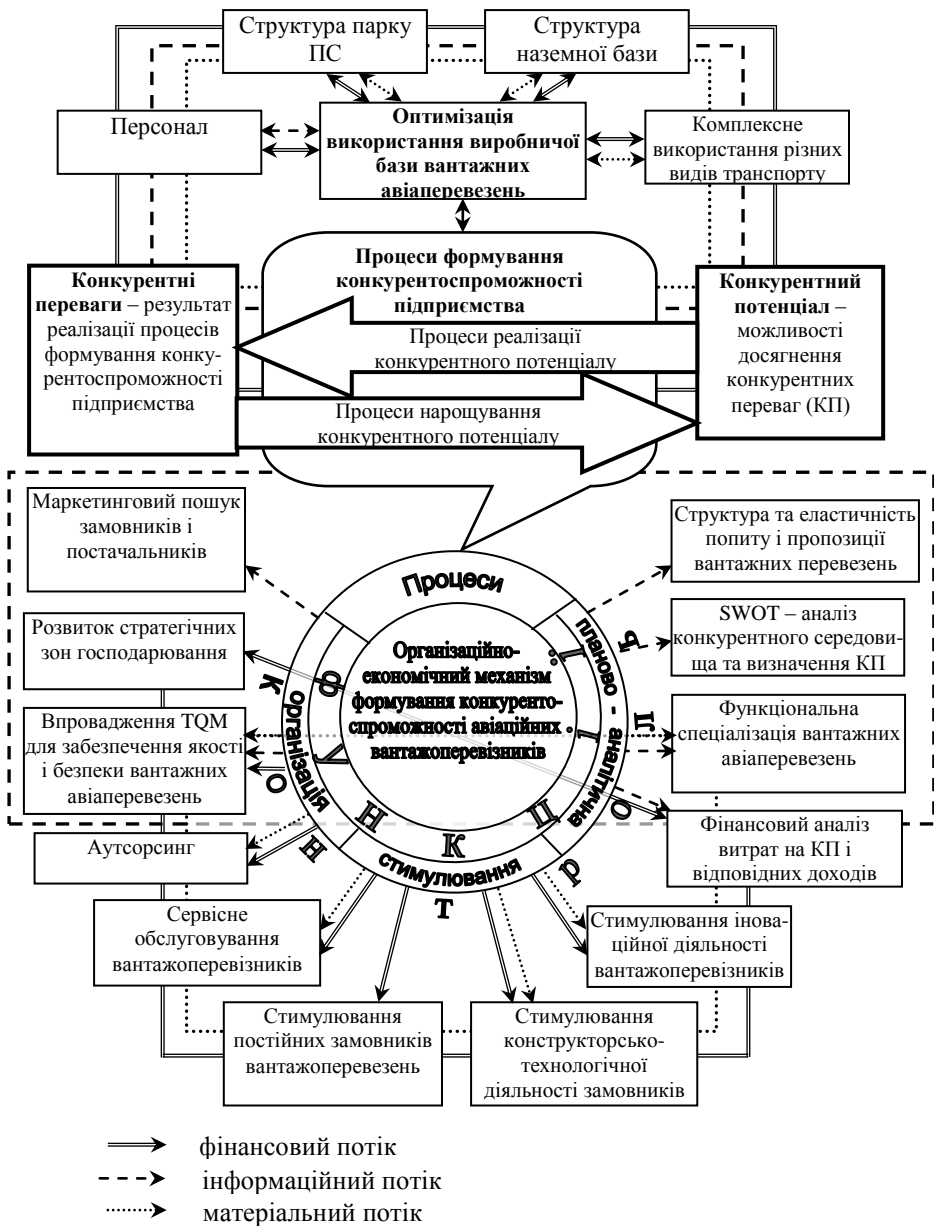 Структура парку
ПС
Структура
наземної бази
Персонал
Оптимізація
використання виробничої
бази вантажних
авіаперевезень
Комплексне
використання різних
видів транспорту
Процеси формування
конкурентоспроможності
підприємства
Конкурентні
переваги – результат
реалізації процесів
формування конку-
рентоспроможності
підприємства
Конкурентний
потенціал –
можливості
досягнення
конкурентних
переваг (КП)
Процеси реалізації
конкурентного потенціалу
Процеси нарощування
конкурентного потенціалу
Маркетинговий пошук
замовників і
постачальників
Структура та еластичність
попиту і пропозиції
вантажних перевезень
Розвиток стратегічних
зон господарювання
SWOT – аналіз
конкурентного середови-
ща та визначення КП
Впровадження TQM
для забезпечення якості
і безпеки вантажних
авіаперевезень
Функціональна
спеціалізація вантажних
авіаперевезень
Процеси
Організаційно-
економічний механізм
формування конкуренто-
спроможності авіаційних
вантажоперевізників
планово - аналітична
організація
стимулювання
Функції
Контроль
Аутсорсинг
Фінансовий аналіз
витрат на КП і
відповідних доходів
Сервісне
обслуговування
вантажоперевізників
Стимулювання іннова-
ційної діяльності
вантажоперевізників
Стимулювання
постійних замовників
вантажоперевезень
Стимулювання
конструкторсько-
технологічної
діяльності замовників
фінансовий потік
інформаційний потік
матеріальний потік